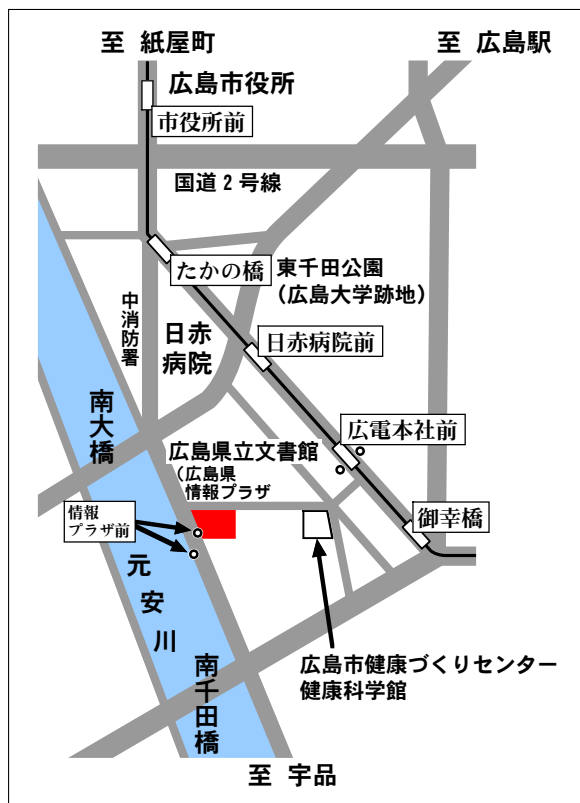 至 紙屋町
至 広島駅
広島市役所
市役所前
国道2号線
たかの橋
東千田公園
(広島大学跡地)
中消防署
日赤
病院
日赤病院前
南大橋
広電本社前
広島県立文書館
(広島県
情報プラザ
情報
プラザ前
御幸橋
元安川
広島市健康づくりセンター
健康科学館
南千田橋
至 宇品